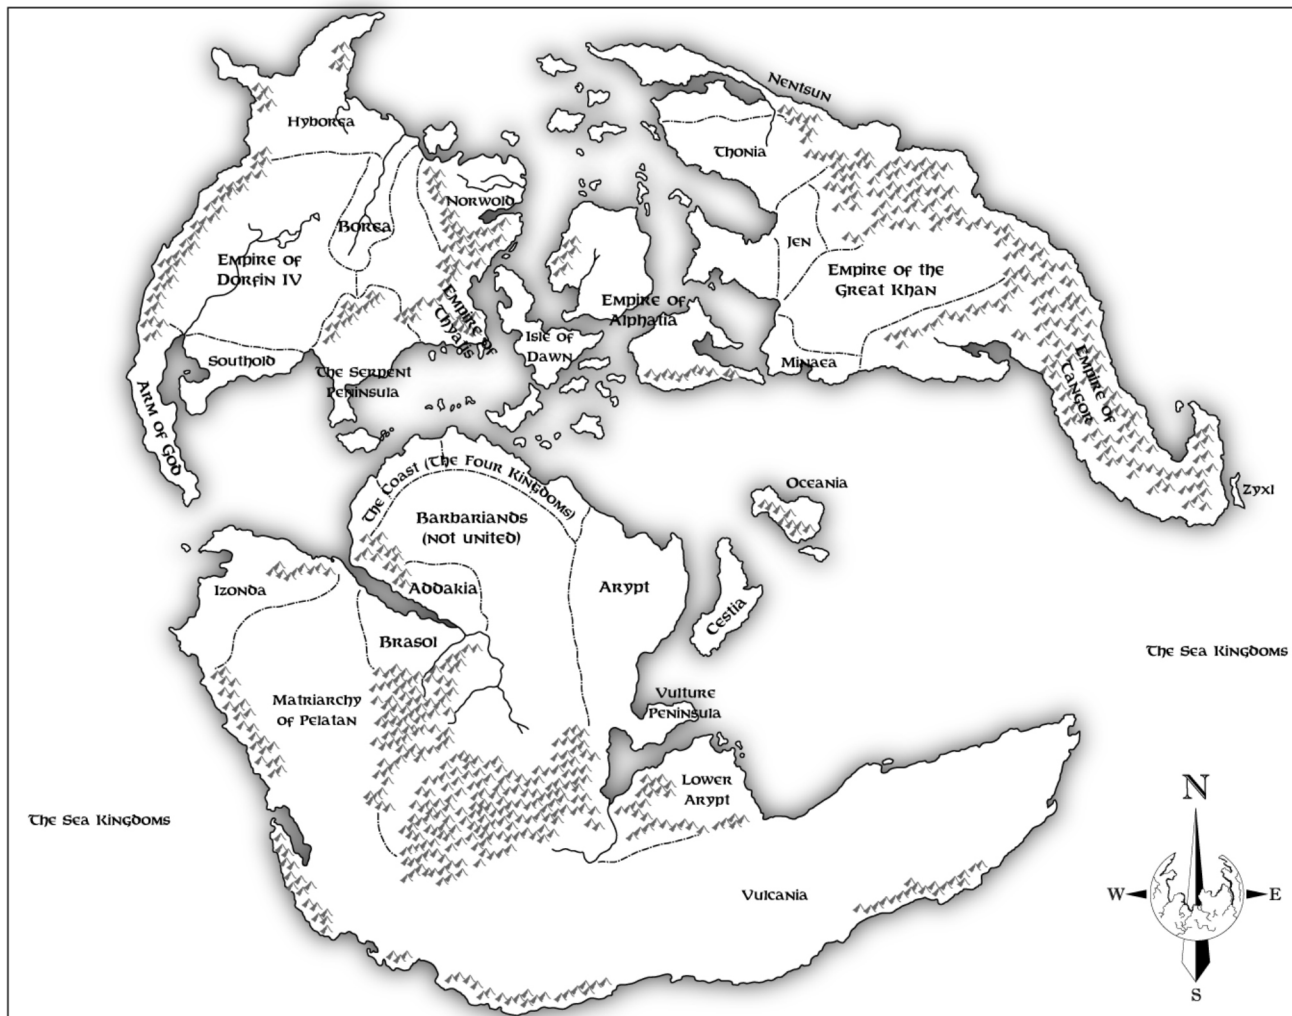 Nentsun
Hyborea
Thonia
Norwold
Borea
Jen
Empire of
Dorfin IV
Empire of the
Great Khan
Empire of
Thyatis
Empire of
Alphatia
Isle of
Dawn
Southold
The Serpent
Peninsula
Minaea
Empire of
Tangor
Arm of God
The Coast (The Four Kingdoms)
Oceania
Zyxl
Barbariands
(not united)
Izonda
Addakia
Arypt
Cestia
Brasol
The Sea Kingdoms
Matriarchy
of Pelatan
Vulture
Peninsula
Lower
Arypt
The Sea Kingdoms
Vulcania
N
W
E
S